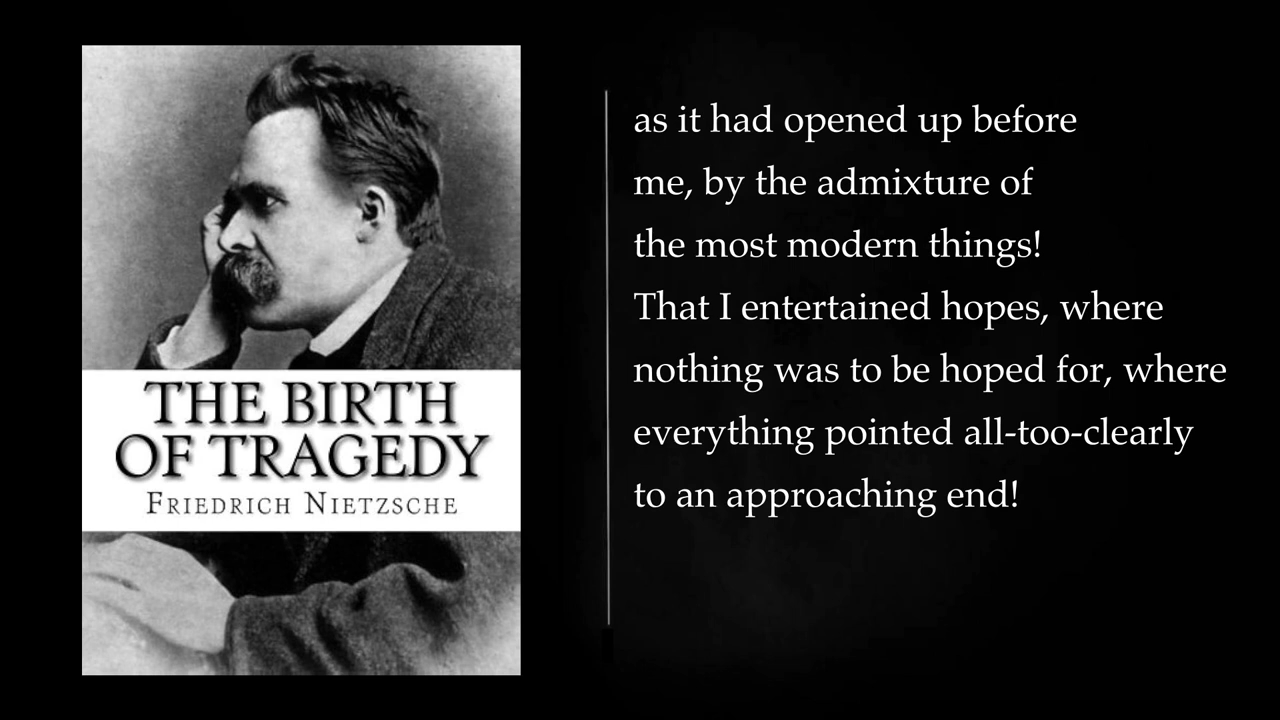 THE BIRTH
OF TRAGEDY
FRIEDRICH NIETZSCHE
as it had opened up before
me, by the admixture of
the most modern things!
That I entertained hopes, where
nothing was to be hoped for, where
everything pointed all-too-clearly
to an approaching end!